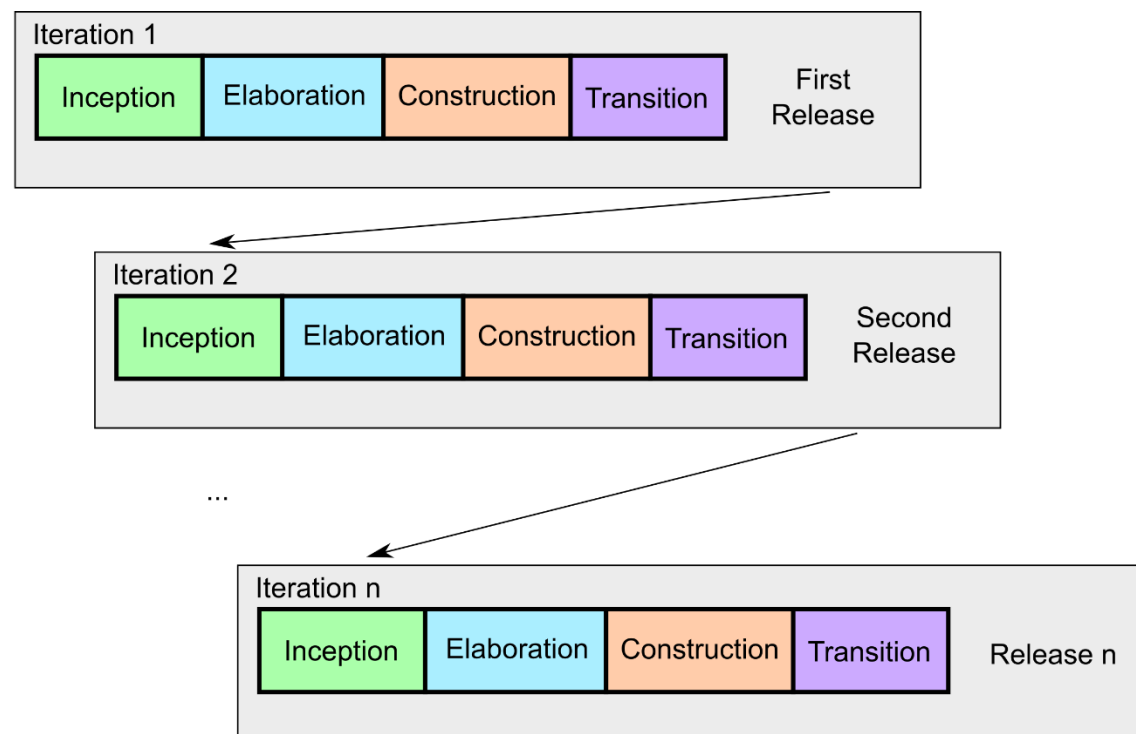 Iteration 1
Inception Elaboration Construction Transition
First
Release
Iteration 2
Inception Elaboration Construction Transition
Second
Release
...
Iteration n
Inception Elaboration Construction Transition
Release n